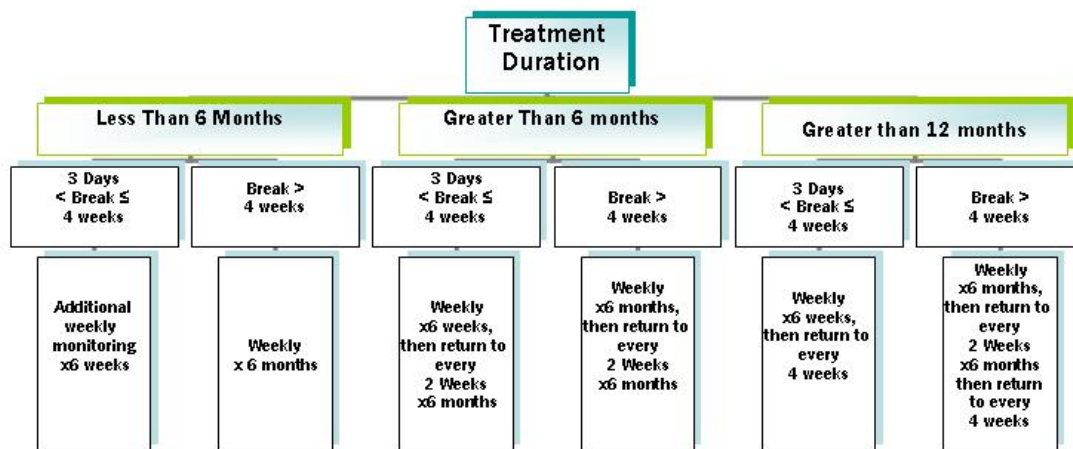 Treatment
Duration
Less Than 6 Months
Greater Than 6 months
Greater than 12 months
3 Days
< Break ≤
4 weeks
Break >
4 weeks
3 Days
< Break ≤
4 weeks
Break >
4 weeks
3 Days
< Break ≤
4 weeks
Break >
4 weeks
Additional
weekly
monitoring
x6 weeks
Weekly
x 6 months
Weekly
x6 weeks,
then return to
every
2 Weeks
x6 months
Weekly
x6 months,
then return to
every
2 Weeks
x6 months
Weekly
x6 weeks,
then return to
every
4 weeks
Weekly
x6 months,
then return to
every
2 Weeks
x6 months
then return
to every
4 weeks